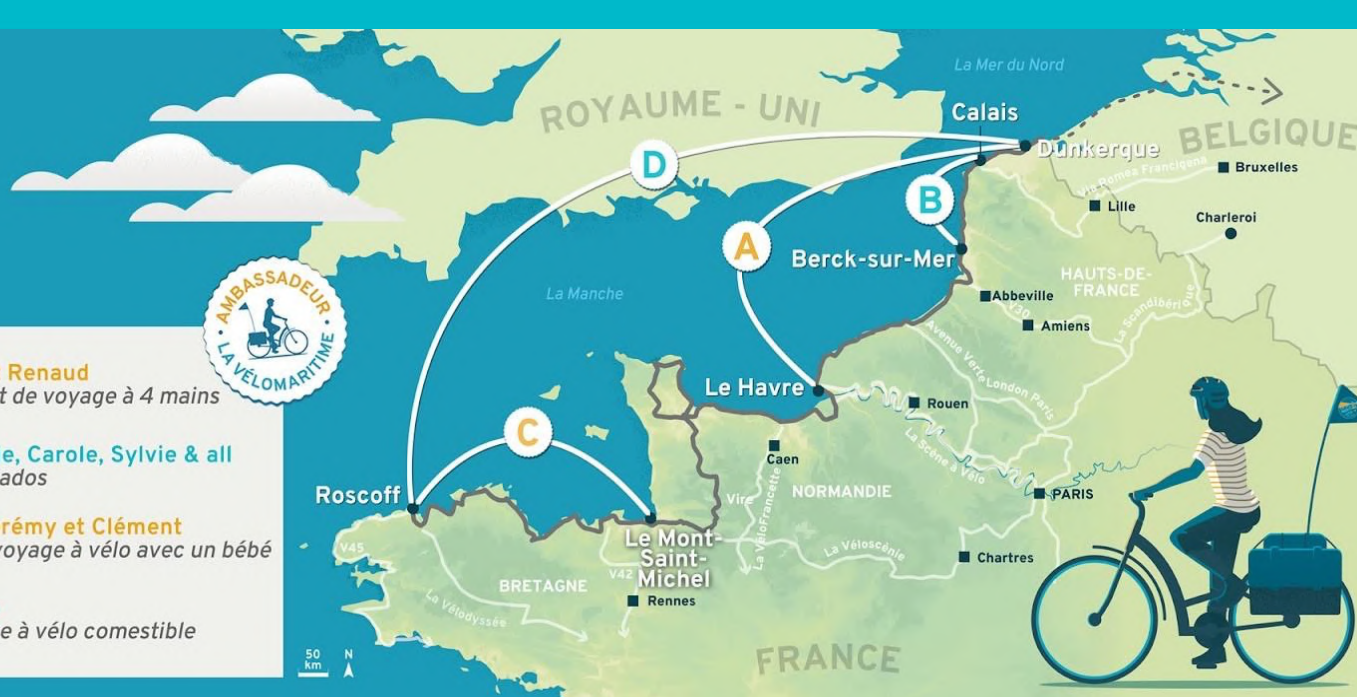 La Mer du Nord
ROYAUME - UNI
Calais
BELGIQUE
D
Dunkerque
Via Romea Francigena
Bruxelles
B
Lille
Charleroi
A
Berck-sur-Mer
HAUTS-DE-
FRANCE
La Manche
Abbeville
V30
Amiens
La Scandibérique
AMBASSADEUR
LA VÉLOMARITIME
Avenue Verte London Paris
Renaud
t de voyage à 4 mains
Le Havre
Rouen
C
La Seine à Vélo
e, Carole, Sylvie & all
ados
Caen
Roscoff
Vire
NORMANDIE
PARIS
La Vélo Francette
rémy et Clément
voyage à vélo avec un bébé
Le Mont-
Saint-
Michel
V45
La Véloscénie
Chartres
BRETAGNE
V42
Rennes
La Vélodyssée
e à vélo comestible
50
km
N
FRANCE